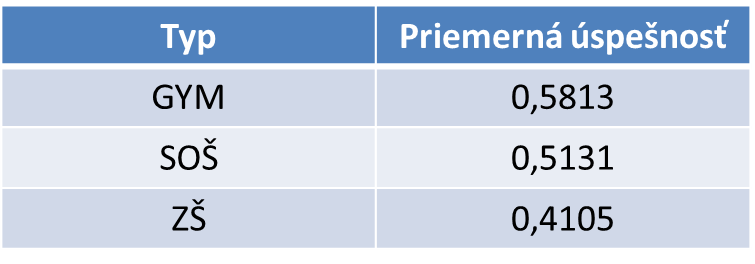 Typ Priemerná úspešnosť
GYM 0,5813
SOŠ 0,5131
ZŠ 0,4105